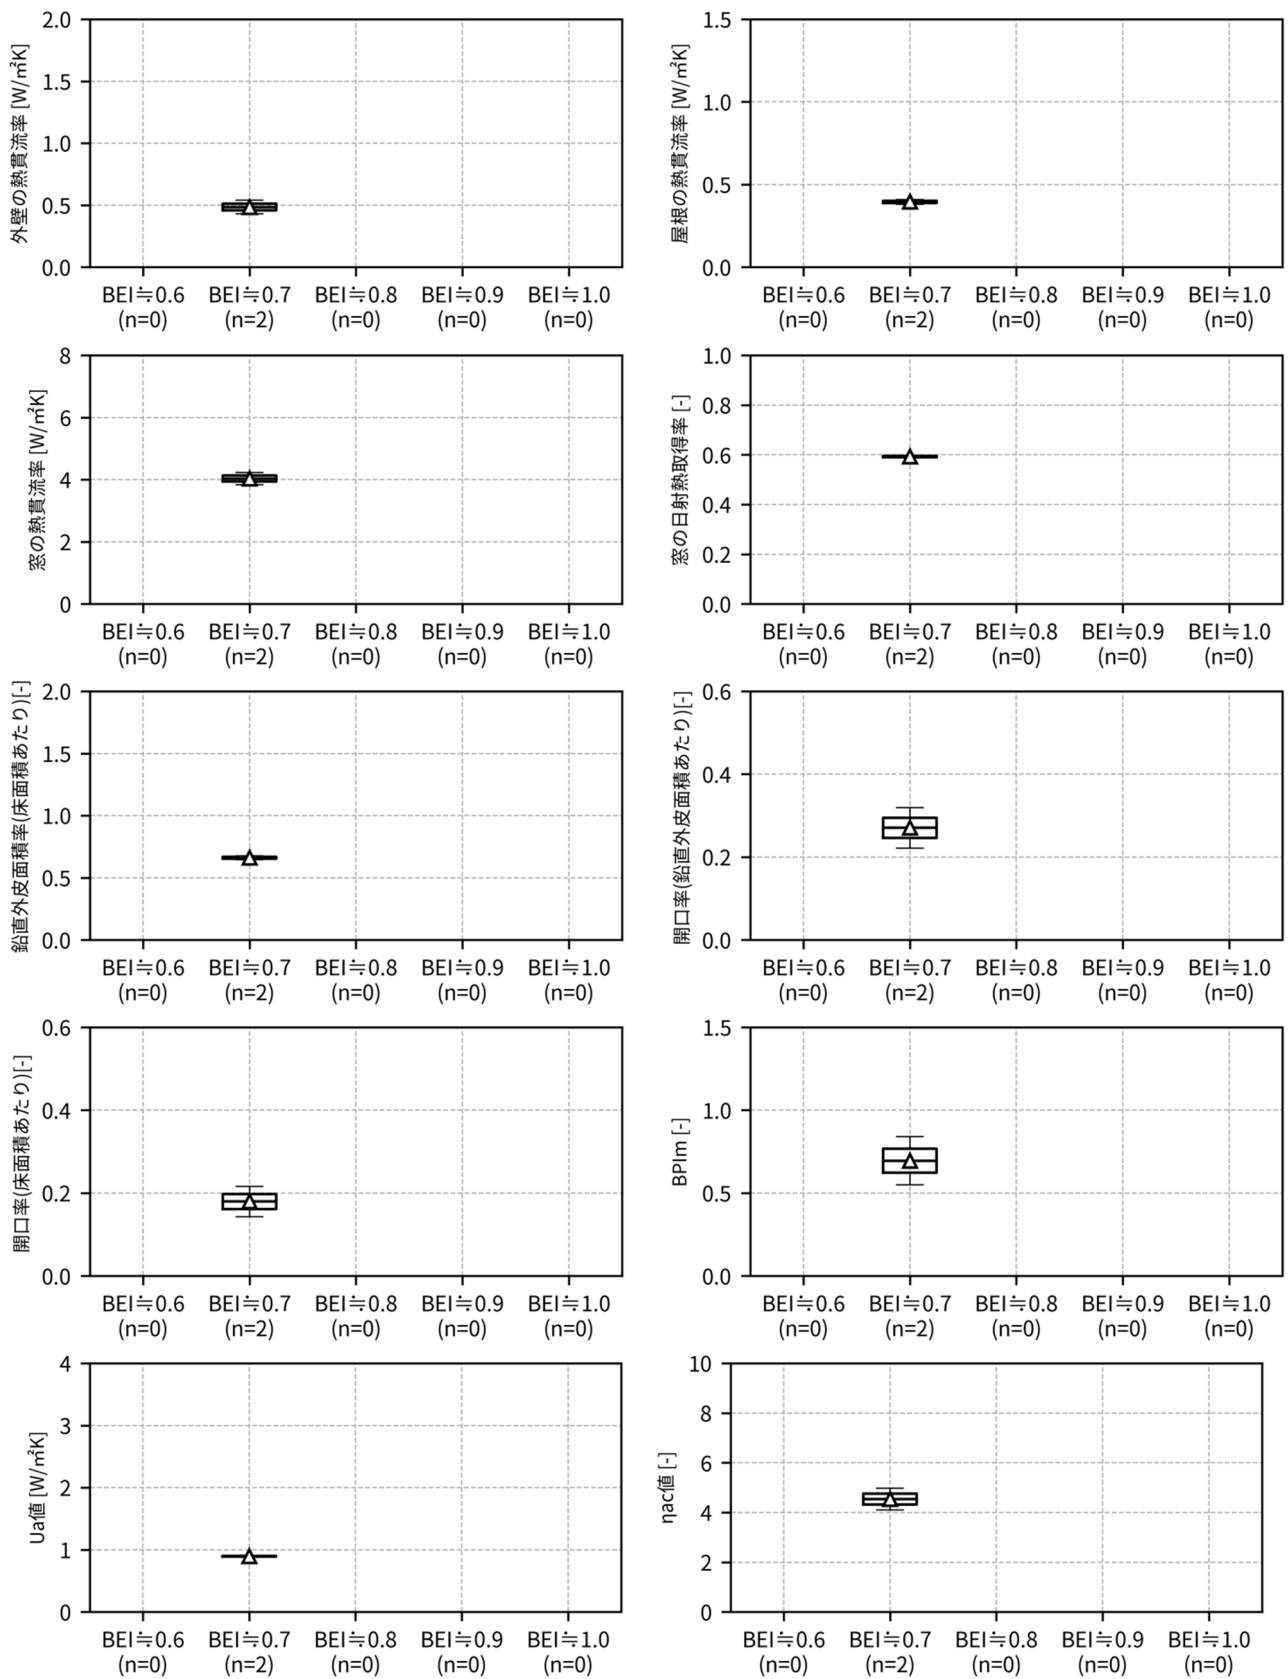 外壁の熱貫流率 [W/㎡K]
2.0
1.5
1.0
0.5
0.0
BEI≒0.6 BEI≒0.7 BEI≒0.8 BEI≒0.9 BEI≒1.0
(n=0) (n=2) (n=0) (n=0) (n=0)
屋根の熱貫流率 [W/㎡K]
1.5
1.0
0.5
0.0
BEI≒0.6 BEI≒0.7 BEI≒0.8 BEI≒0.9 BEI≒1.0
(n=0) (n=2) (n=0) (n=0) (n=0)
窓の熱貫流率 [W/㎡K]
8
6
4
2
0
BEI≒0.6 BEI≒0.7 BEI≒0.8 BEI≒0.9 BEI≒1.0
(n=0) (n=2) (n=0) (n=0) (n=0)
窓の日射熱取得率 [-]
1.0
0.8
0.6
0.4
0.2
0.0
BEI≒0.6 BEI≒0.7 BEI≒0.8 BEI≒0.9 BEI≒1.0
(n=0) (n=2) (n=0) (n=0) (n=0)
鉛直外皮面積率(床面積あたり)[-]
2.0
1.5
1.0
0.5
0.0
BEI≒0.6 BEI≒0.7 BEI≒0.8 BEI≒0.9 BEI≒1.0
(n=0) (n=2) (n=0) (n=0) (n=0)
開口率(鉛直外皮面積あたり)[-]
0.6
0.4
0.2
0.0
BEI≒0.6 BEI≒0.7 BEI≒0.8 BEI≒0.9 BEI≒1.0
(n=0) (n=2) (n=0) (n=0) (n=0)
開口率(床面積あたり)[-]
0.6
0.4
0.2
0.0
BEI≒0.6 BEI≒0.7 BEI≒0.8 BEI≒0.9 BEI≒1.0
(n=0) (n=2) (n=0) (n=0) (n=0)
BPIm [-]
1.5
1.0
0.5
0.0
BEI≒0.6 BEI≒0.7 BEI≒0.8 BEI≒0.9 BEI≒1.0
(n=0) (n=2) (n=0) (n=0) (n=0)
Ua値 [W/㎡K]
4
3
2
1
0
BEI≒0.6 BEI≒0.7 BEI≒0.8 BEI≒0.9 BEI≒1.0
(n=0) (n=2) (n=0) (n=0) (n=0)
ηac値 [-]
10
8
6
4
2
0
BEI≒0.6 BEI≒0.7 BEI≒0.8 BEI≒0.9 BEI≒1.0
(n=0) (n=2) (n=0) (n=0) (n=0)